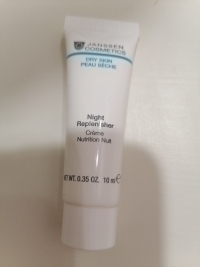 JANSSEN
COSMETICS
DRY SKIN
PEAU SÈCHE
Night
Replenisher
Crème
Nutrition Nuit
NET WT. 0.35 OZ, 10 ml e